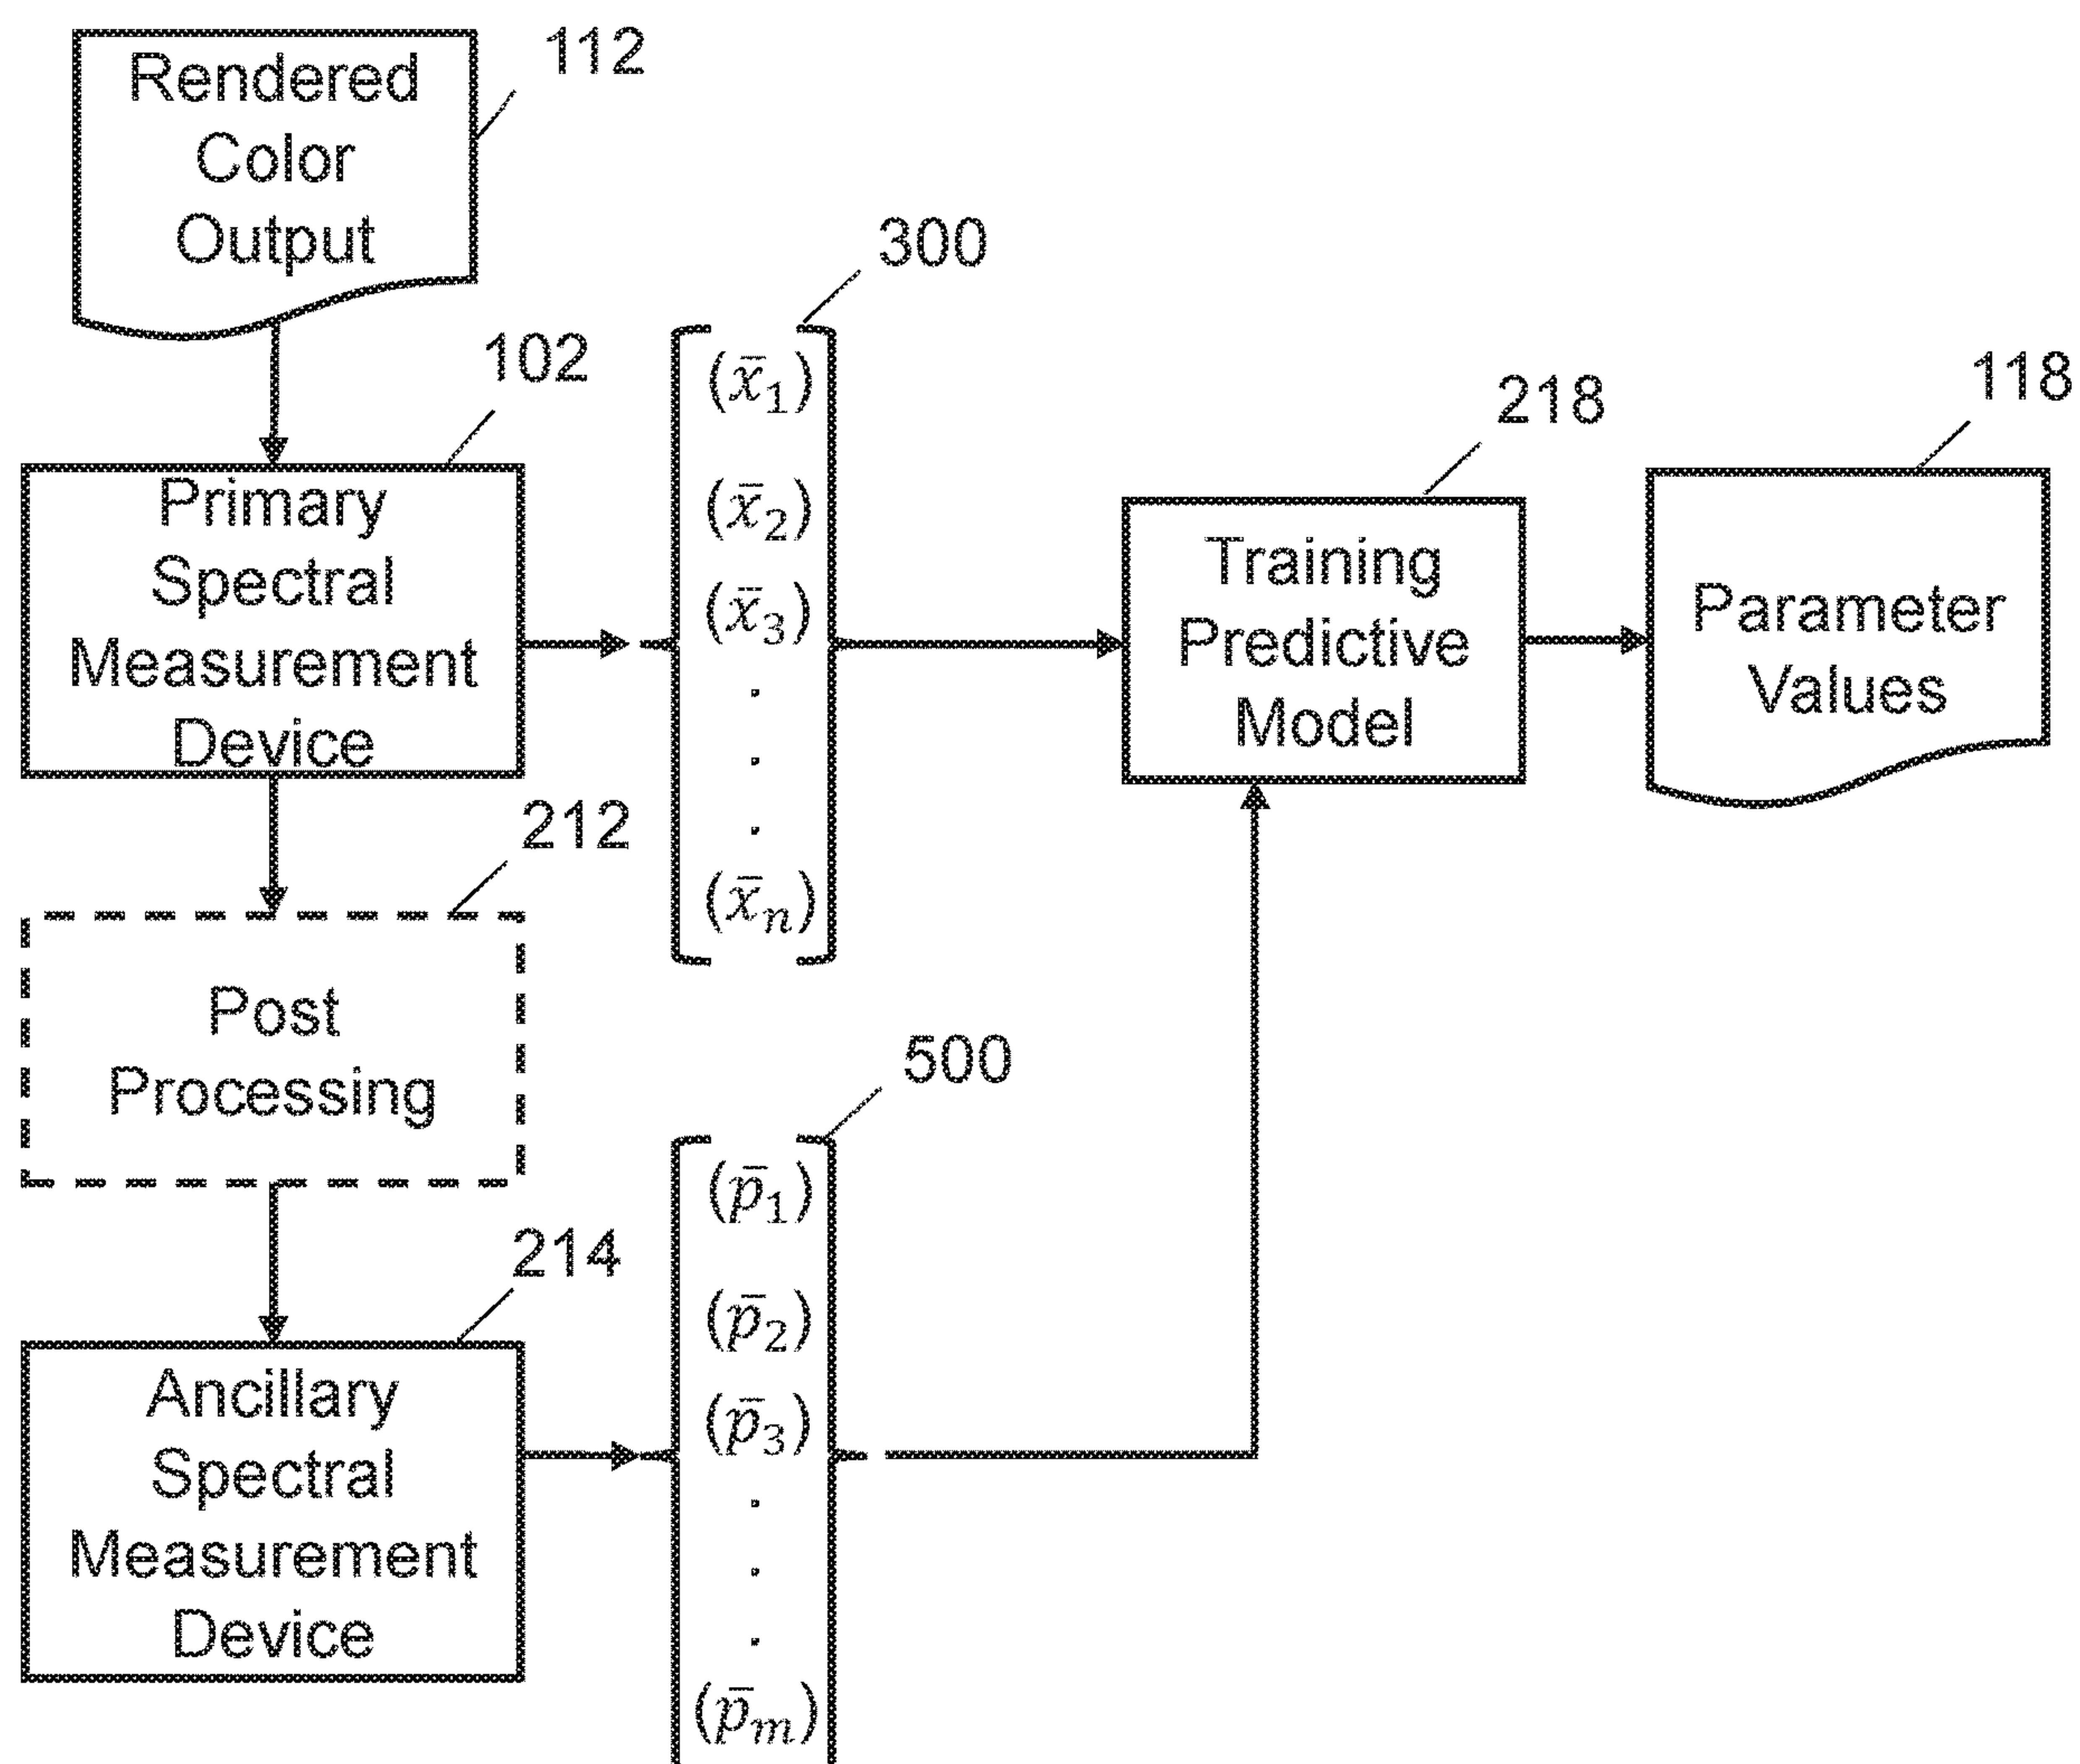 Rendered
Color
Output
112
300
102
Primary
Spectral
Measurement
Device
(x̄₁)
(x̄₂)
(x̄₃)
.
.
.
(x̄ₙ)
218
Training
Predictive
Model
118
Parameter
Values
212
Post
Processing
500
214
Ancillary
Spectral
Measurement
Device
(p̄₁)
(p̄₂)
(p̄₃)
.
.
.
(p̄ₘ)